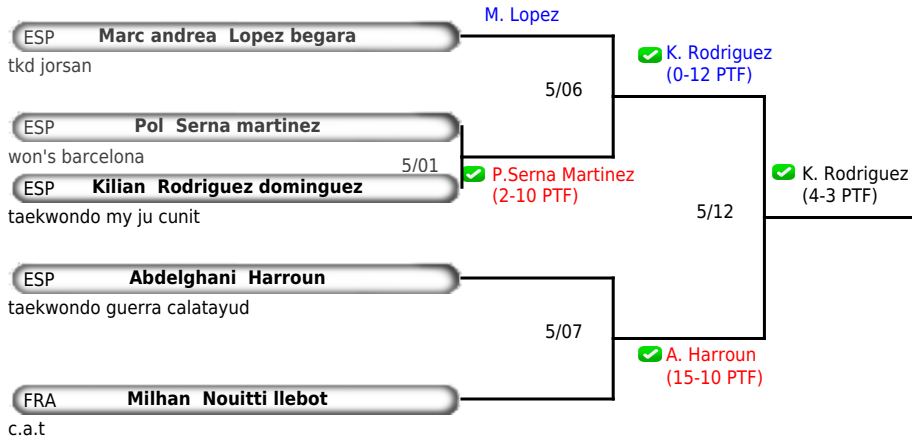 M. Lopez
ESP Marc andrea Lopez begara
tkd jorsan
K. Rodriguez
(0-12 PTF)
5/06
ESP Pol Serna martinez
won's barcelona
5/01
P.Serna Martinez
(2-10 PTF)
ESP Kilian Rodriguez dominguez
taekwondo my ju cunit
K. Rodriguez
(4-3 PTF)
5/12
ESP Abdelghani Harroun
taekwondo guerra calatayud
5/07
A. Harroun
(15-10 PTF)
FRA Milhan Nouitti llebot
c.a.t